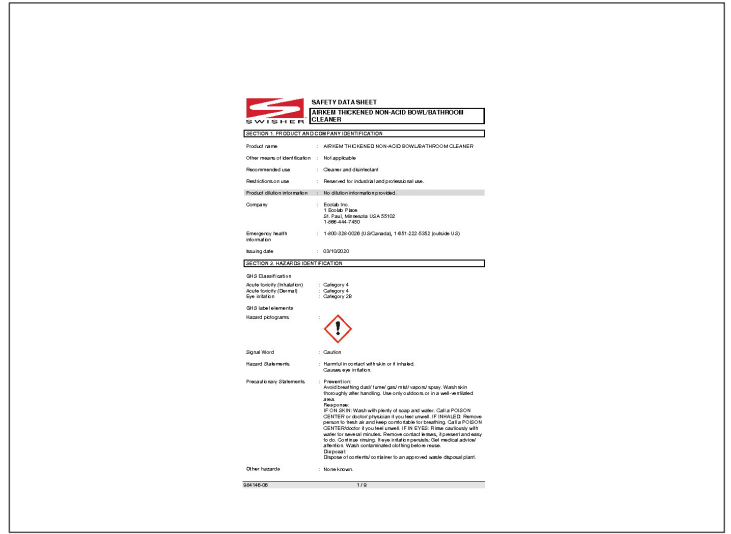 SWISHER
SAFETY DATA SHEET
AIRKEM THICKENED NON-ACID BOWL/BATHROOM
CLEANER
SECTION 1. PRODUCT AND COMPANY IDENTIFICATION
Product name : AIRKEM THICKENED NON-ACID BOWL/BATHROOM CLEANER
Other means of identification : Not applicable
Recommended use : Cleaner and disinfectant
Restrictions on use : Reserved for industrial and professional use.
Product dilution information : No dilution information provided.
Company : Ecolab Inc.
1 Ecolab Place
St. Paul, Minnesota USA 55102
1-866-444-7450
Emergency health : 1-800-328-0026 (US/Canada), 1-651-222-5352 (outside US)
information
Issuing date : 03/10/2020
SECTION 2. HAZARDS IDENTIFICATION
GHS Classification
Acute toxicity (Inhalation) : Category 4
Acute toxicity (Dermal) : Category 4
Eye irritation : Category 2B
GHS label elements
Hazard pictograms :
Signal Word : Caution
Hazard Statements : Harmful in contact with skin or if inhaled.
Causes eye irritation.
Precautionary Statements : Prevention:
Avoid breathing dust/ fume/ gas/ mist/ vapors/ spray. Wash skin
thoroughly after handling. Use only outdoors or in a well-ventilated
area.
Response:
IF ON SKIN: Wash with plenty of soap and water. Call a POISON
CENTER or doctor/ physician if you feel unwell. IF INHALED: Remove
person to fresh air and keep comfortable for breathing. Call a POISON
CENTER/doctor if you feel unwell. IF IN EYES: Rinse cautiously with
water for several minutes. Remove contact lenses, if present and easy
to do. Continue rinsing. If eye irritation persists: Get medical advice/
attention. Wash contaminated clothing before reuse.
Disposal:
Dispose of contents/ container to an approved waste disposal plant.
Other hazards : None known.
984146-06 1 / 9